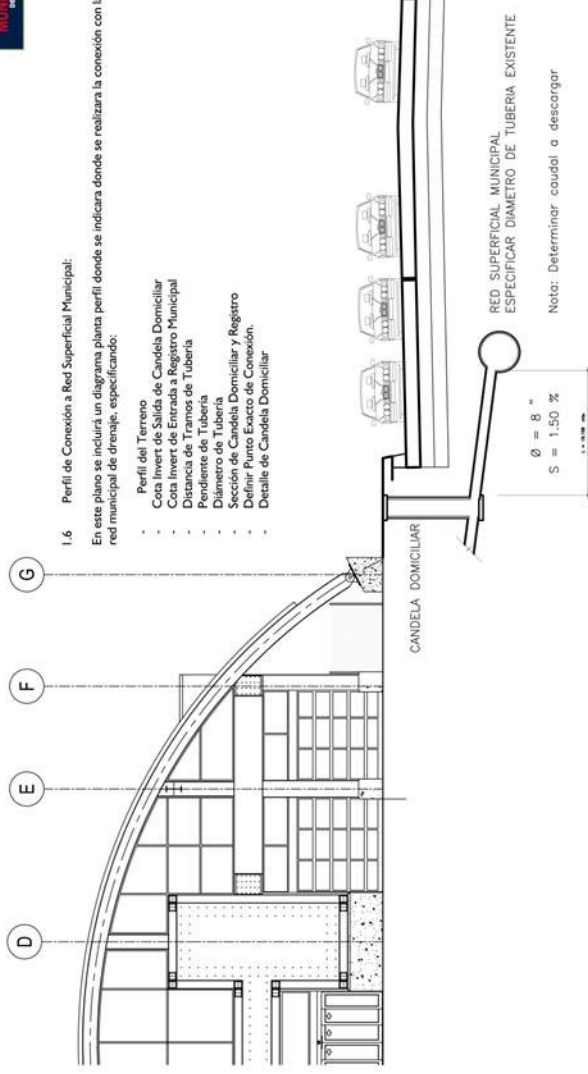 MUNI
DE
1.6 Perfil de Conexión a Red Superficial Municipal:
En este plano se incluirá un diagrama planta perfil donde se indicara donde se realizara la conexión con la
red municipal de drenaje, especificando:
- Perfil del Terreno
- Cota Invert de Salida de Candela Domiciliar
- Cota Invert de Entrada a Registro Municipal
- Distancia de Tramos de Tubería
- Pendiente de Tubería
- Diámetro de Tubería
- Sección de Candela Domiciliar y Registro
- Definir Punto Exacto de Conexión.
- Detalle de Candela Domiciliar
D
E
F
G
CANDELA DOMICILIAR
RED SUPERFICIAL MUNICIPAL
ESPECIFICAR DIAMETRO DE TUBERIA EXISTENTE
Ø = 8 "
S = 1.50 %
Nota: Determinar caudal a descargar